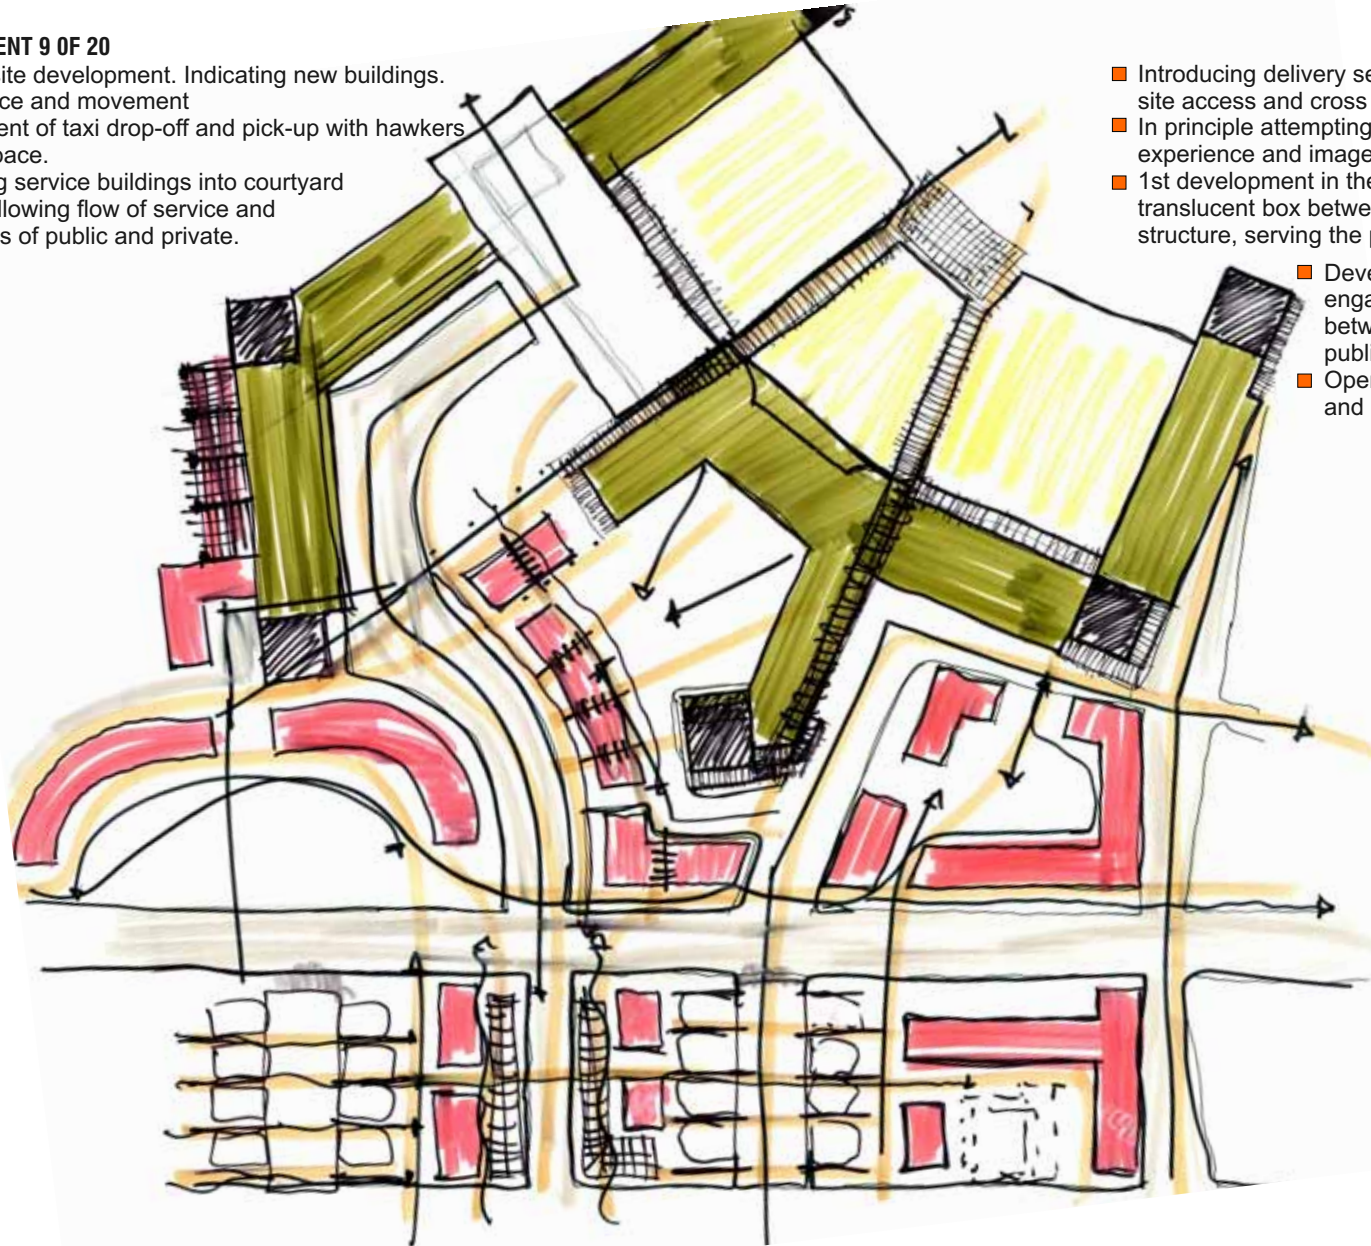 ENT 9 0F 20
ite development. Indicating new buildings.
ce and movement
ent of taxi drop-off and pick-up with hawkers
pace.
g service buildings into courtyard
llowing flow of service and
s of public and private.
Introducing delivery se
site access and cross
In principle attempting
experience and image
1st development in the
translucent box betwe
structure, serving the p
Deve
enga
betw
publi
Oper
and